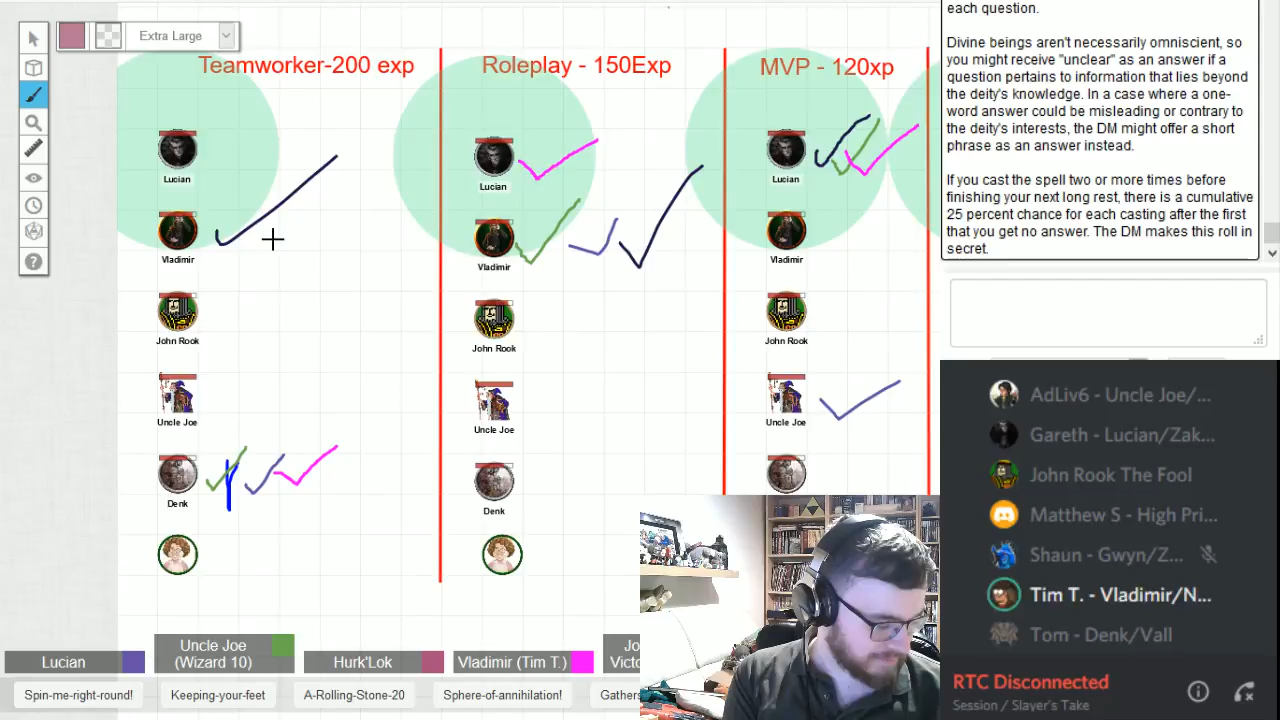 Extra Large
Teamworker-200 exp
Roleplay - 150Exp
MVP - 120xp
Lucian
Vladimir
John Rook
Uncle Joe
Denk
Lucian
Vladimir
John Rook
Uncle Joe
Denk
Lucian
Vladimir
John Rook
Uncle Joe
each question.
Divine beings aren't necessarily omniscient, so
you might receive "unclear" as an answer if a
question pertains to information that lies beyond
the deity's knowledge. In a case where a one-
word answer could be misleading or contrary to
the deity's interests, the DM might offer a short
phrase as an answer instead.
If you cast the spell two or more times before
finishing your next long rest, there is a cumulative
25 percent chance for each casting after the first
that you get no answer. The DM makes this roll in
secret.
AdLiv6 - Uncle Joe/...
Gareth - Lucian/Zak...
John Rook The Fool
Matthew S - High Pri...
Shaun - Gwyn/Z...
Tim T. - Vladimir/N...
Tom - Denk/Vall
RTC Disconnected
Session / Slayer's Take
Lucian
Uncle Joe
(Wizard 10)
Hurk'Lok
Vladimir (Tim T.)
Jo
Victo
Spin-me-right-round!
Keeping-your-feet
A-Rolling-Stone-20
Sphere-of-annihilation!
Gathers